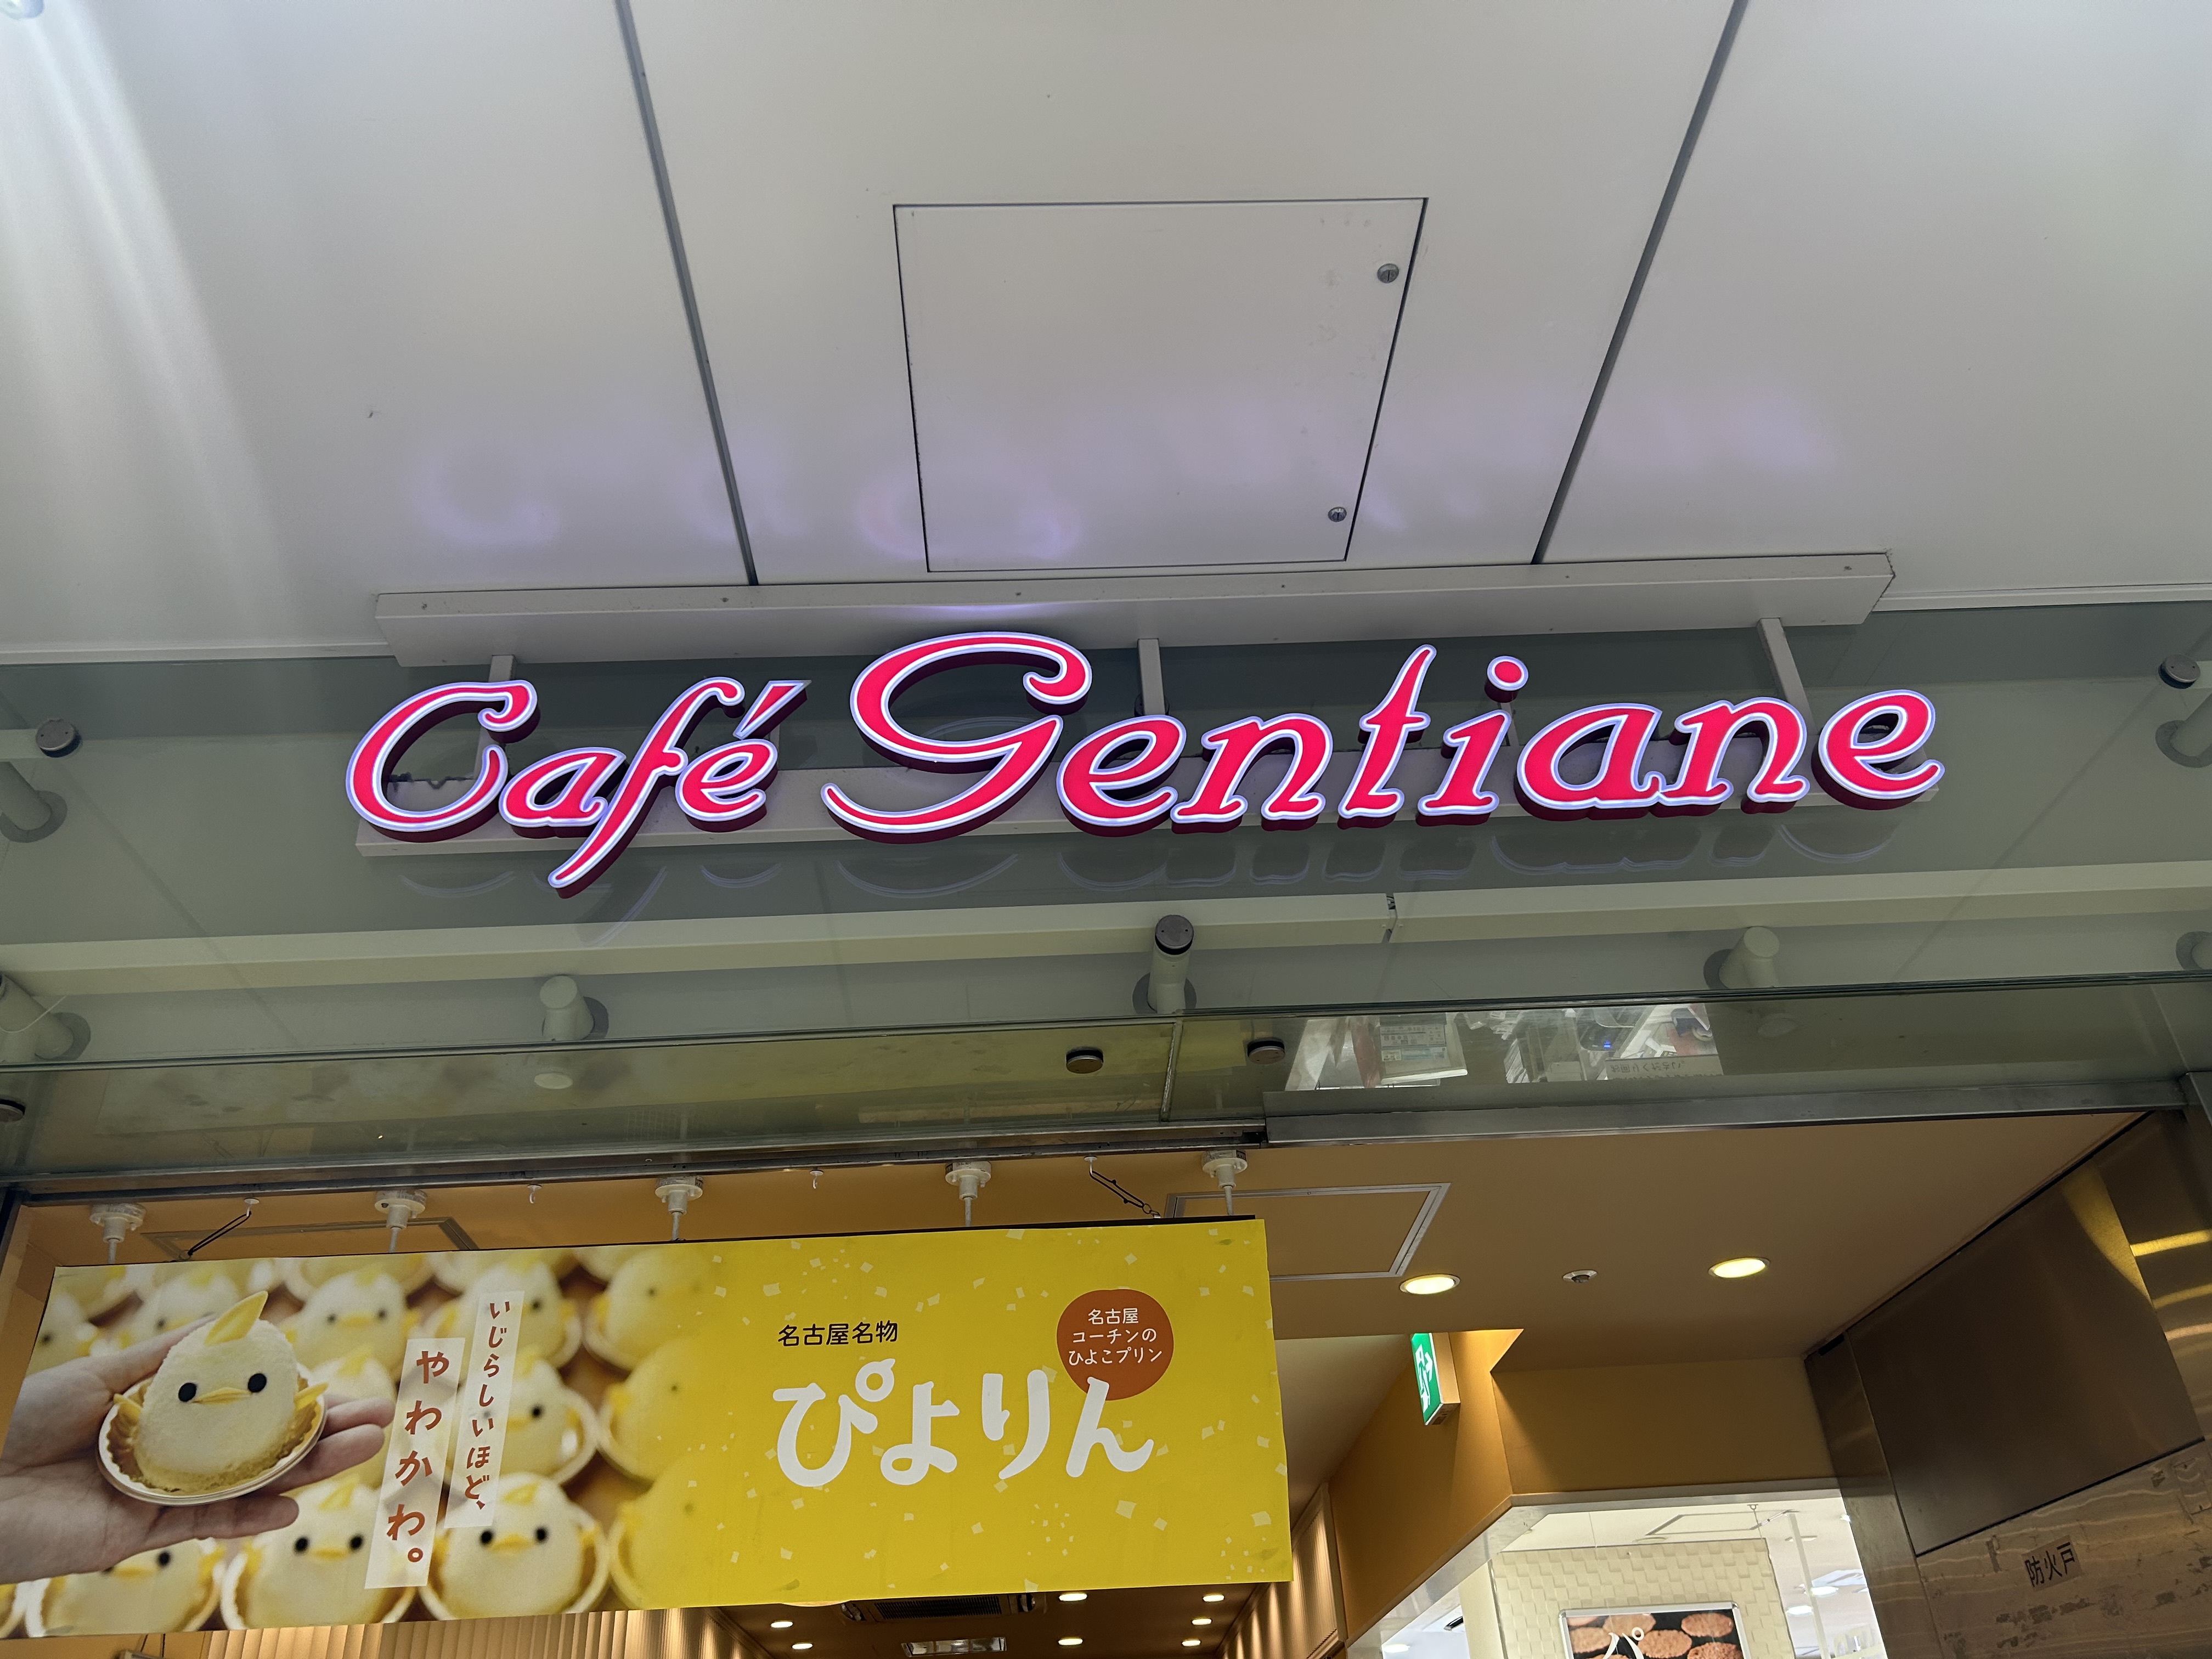 Café Gentiane
いじらしいほど、
やわかわ。
名古屋名物
ぴよりん
名古屋
コーチンの
ひよこプリン
防火戸